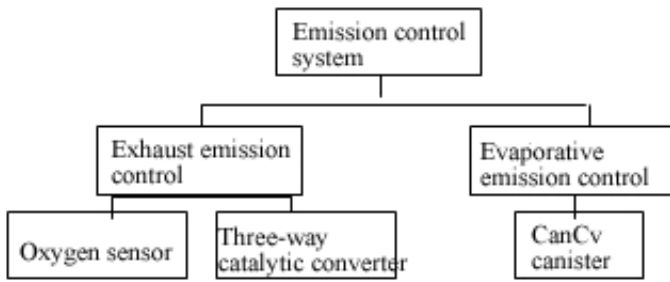 Emission control
system
Exhaust emission
control
Evaporative
emission control
Oxygen sensor
Three-way
catalytic converter
CanCv
canister